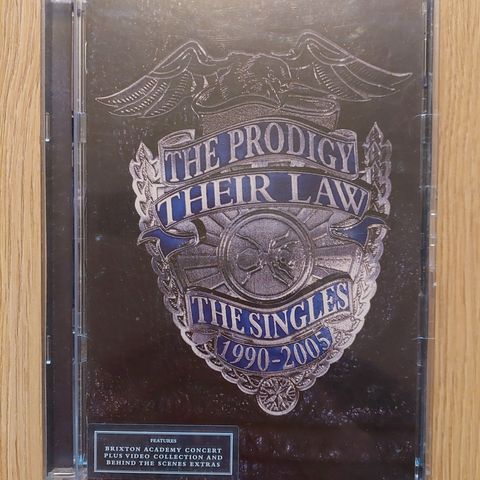 THE PRODIGY
THEIR LAW
THE SINGLES
1990-2005
FEATURES
BRIXTON ACADEMY CONCERT
PLUS VIDEO COLLECTION AND
BEHIND THE SCENES EXTRAS